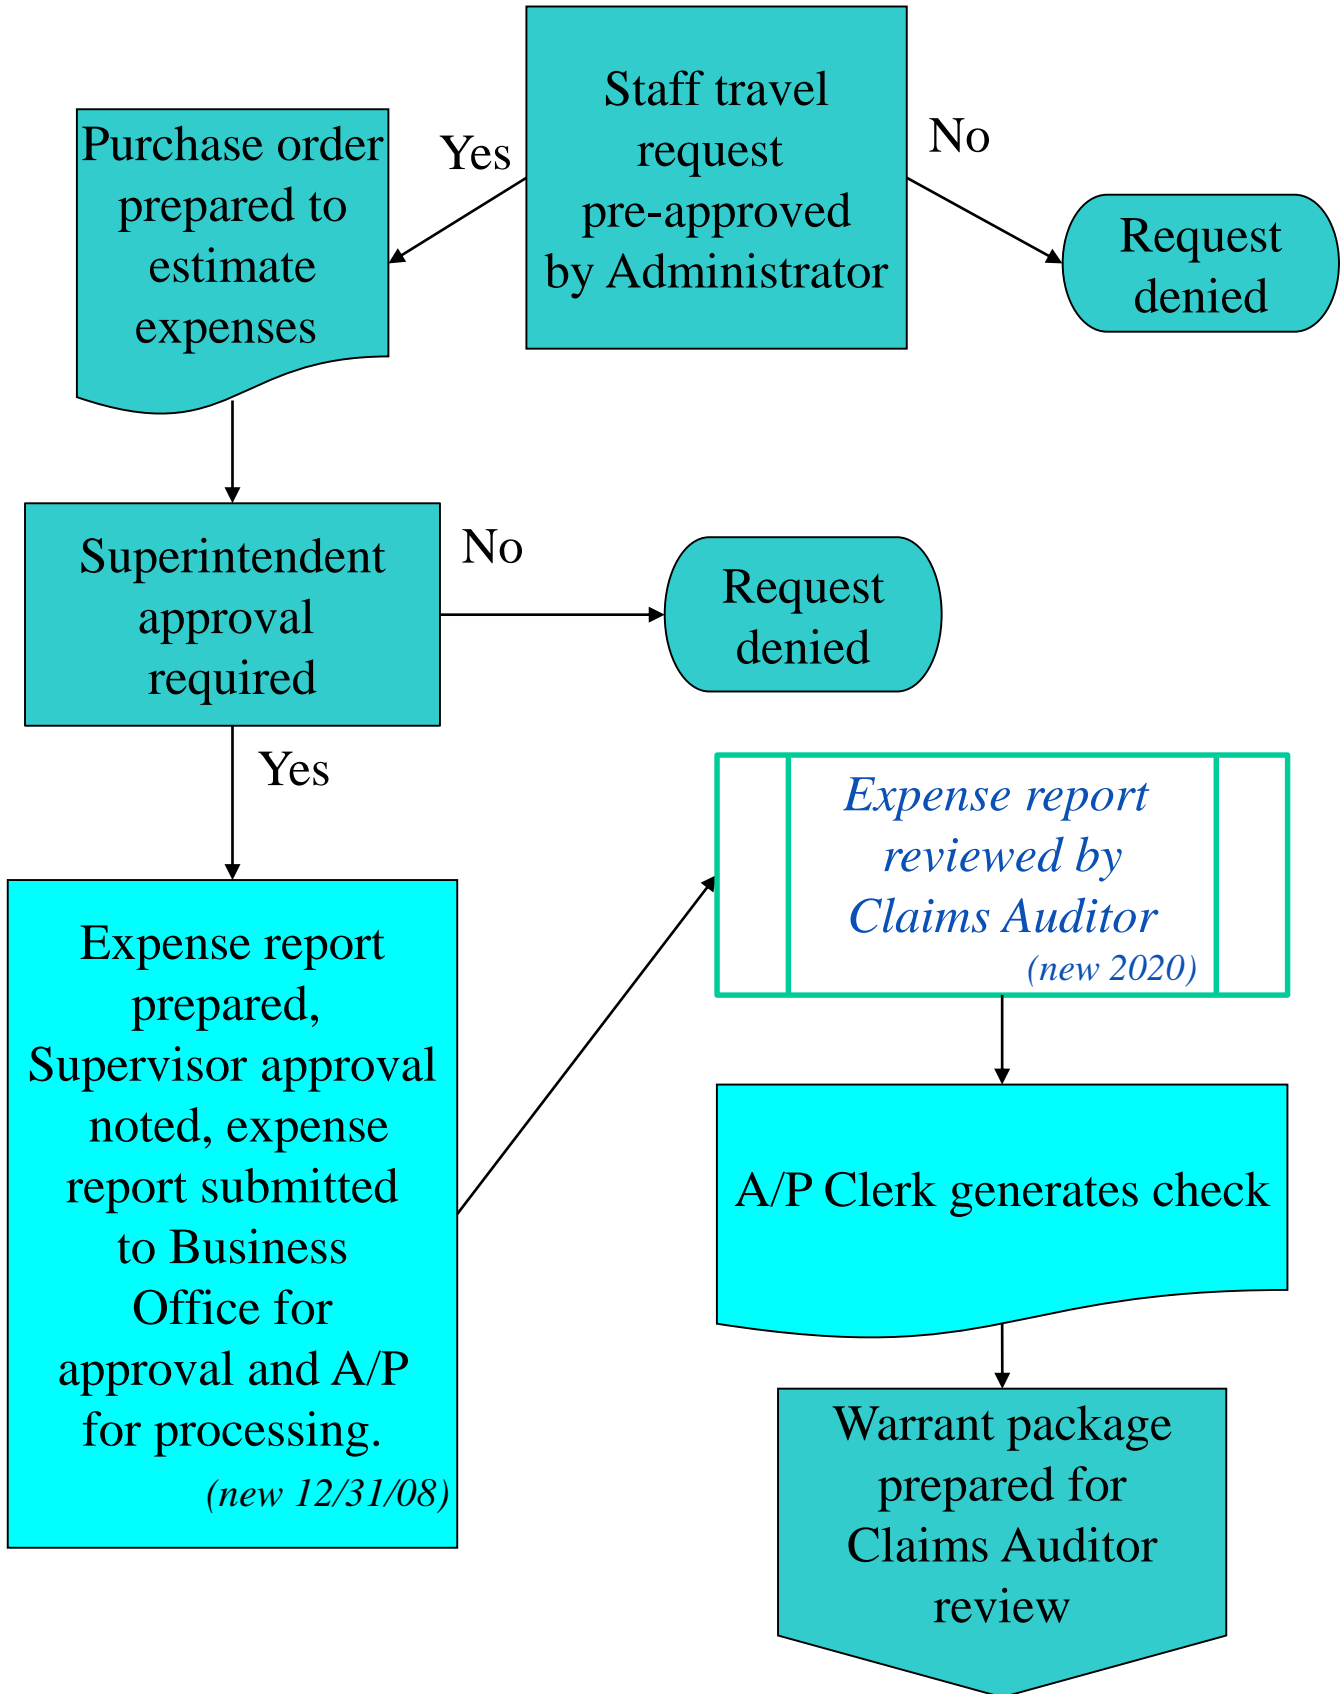 Staff travel
request
pre-approved
by Administrator
Yes
No
Purchase order
prepared to
estimate
expenses
Request
denied
Superintendent
approval
required
No
Request
denied
Yes
Expense report
prepared,
Supervisor approval
noted, expense
report submitted
to Business
Office for
approval and A/P
for processing.
(new 12/31/08)
Expense report
reviewed by
Claims Auditor
(new 2020)
A/P Clerk generates check
Warrant package
prepared for
Claims Auditor
review